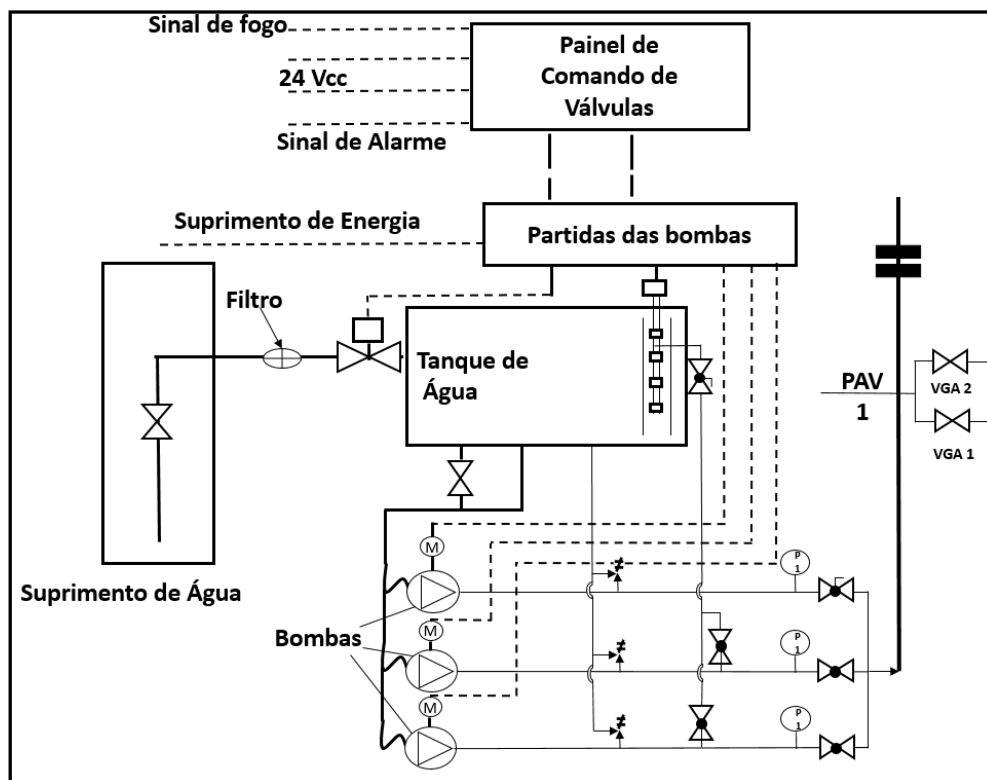 Sinal de fogo
24 Vcc
Sinal de Alarme
Painel de
Comando de
Válvulas
Suprimento de Energia
Partidas das bombas
Filtro
Tanque de
Água
PAV
1
VGA 2
VGA 1
Suprimento de Água
Bombas
M
M
M
P
1
P
1
P
1